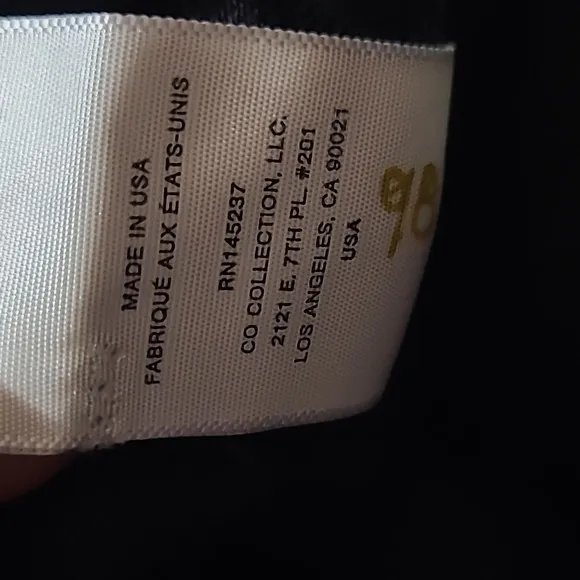 MADE IN USA
FABRIQUÉ AUX ÉTATS-UNIS
RN145237
CO COLLECTION, LLC.
2121 E. 7TH PL. #201
LOS ANGELES, CA 90021
USA
98